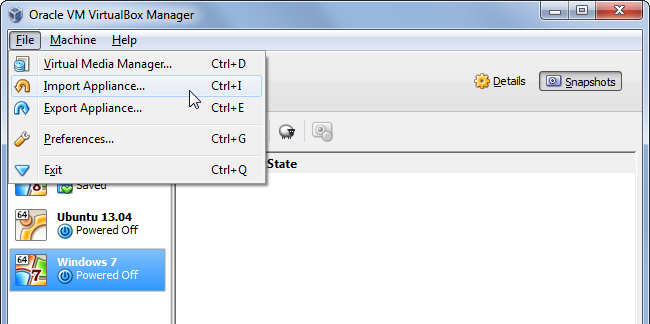 Oracle VM VirtualBox Manager
File Machine Help
Virtual Media Manager... Ctrl+D
Import Appliance... Ctrl+I
Export Appliance... Ctrl+E
Preferences... Ctrl+G
Exit Ctrl+Q
Details Snapshots
State
8 Saved
64 Ubuntu 13.04
Powered Off
64 7 Windows 7
Powered Off